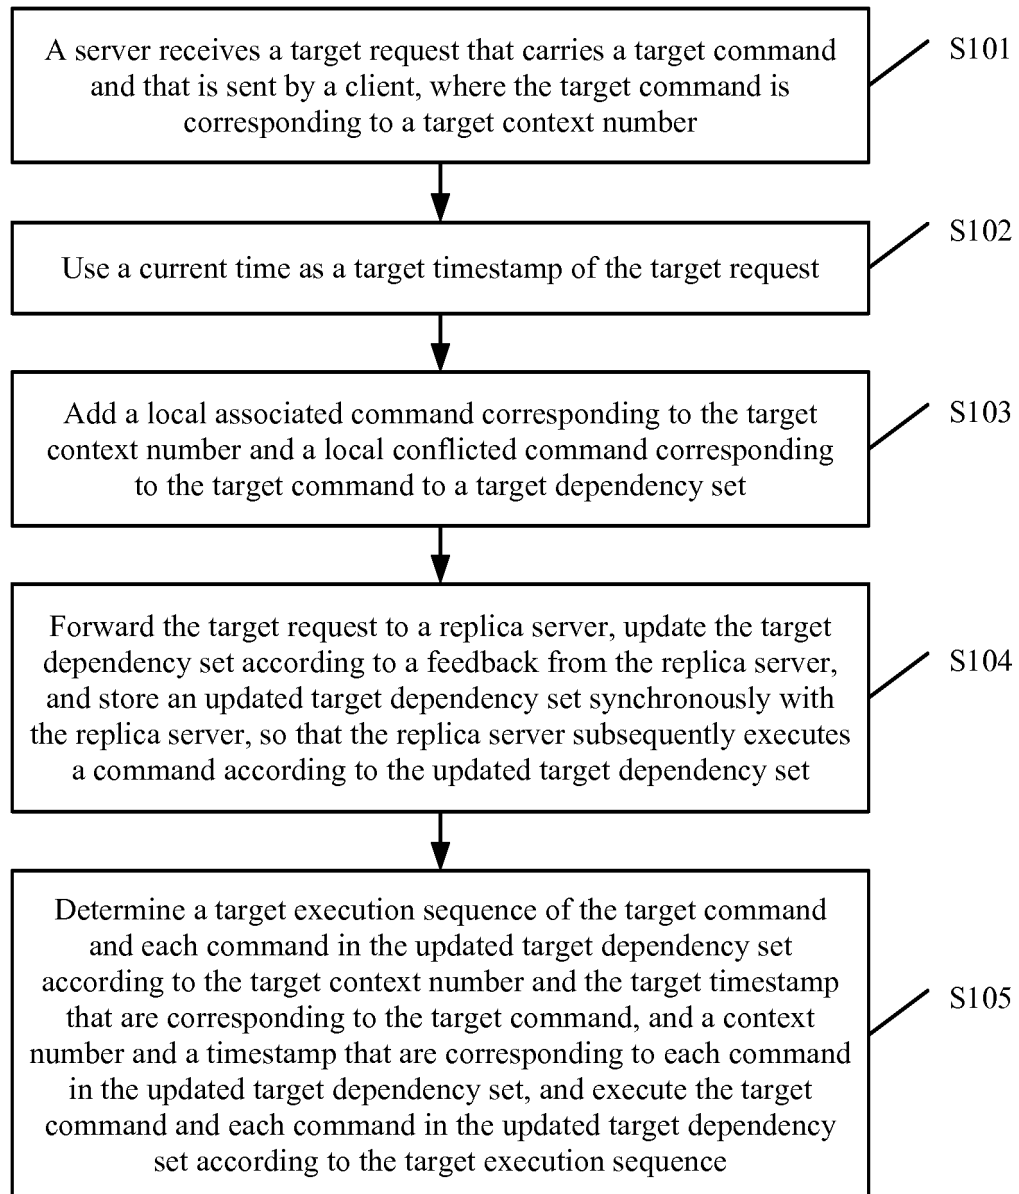 A server receives a target request that carries a target command
and that is sent by a client, where the target command is
corresponding to a target context number
S101
Use a current time as a target timestamp of the target request
S102
Add a local associated command corresponding to the target
context number and a local conflicted command corresponding
to the target command to a target dependency set
S103
Forward the target request to a replica server, update the target
dependency set according to a feedback from the replica server,
and store an updated target dependency set synchronously with
the replica server, so that the replica server subsequently executes
a command according to the updated target dependency set
S104
Determine a target execution sequence of the target command
and each command in the updated target dependency set
according to the target context number and the target timestamp
that are corresponding to the target command, and a context
number and a timestamp that are corresponding to each command
in the updated target dependency set, and execute the target
command and each command in the updated target dependency
set according to the target execution sequence
S105